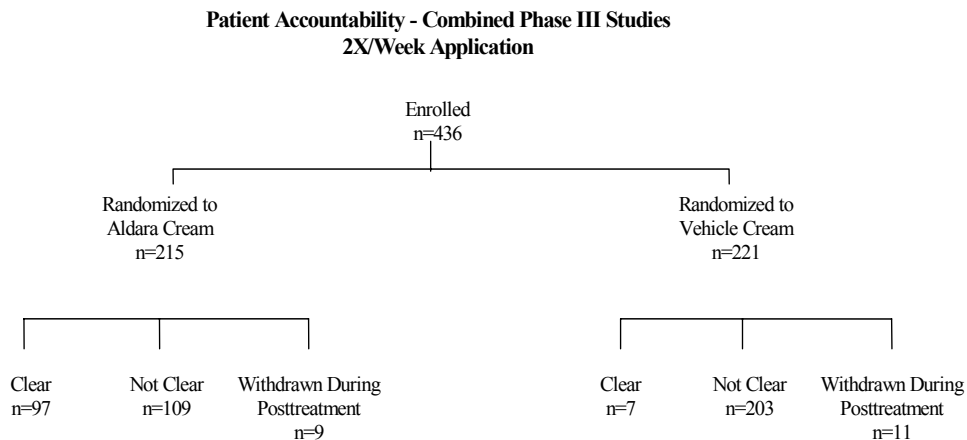 Patient Accountability - Combined Phase III Studies
2X/Week Application
Enrolled
n=436
Randomized to
Aldara Cream
n=215
Randomized to
Vehicle Cream
n=221
Clear
n=97
Not Clear
n=109
Withdrawn During
Posttreatment
n=9
Clear
n=7
Not Clear
n=203
Withdrawn During
Posttreatment
n=11